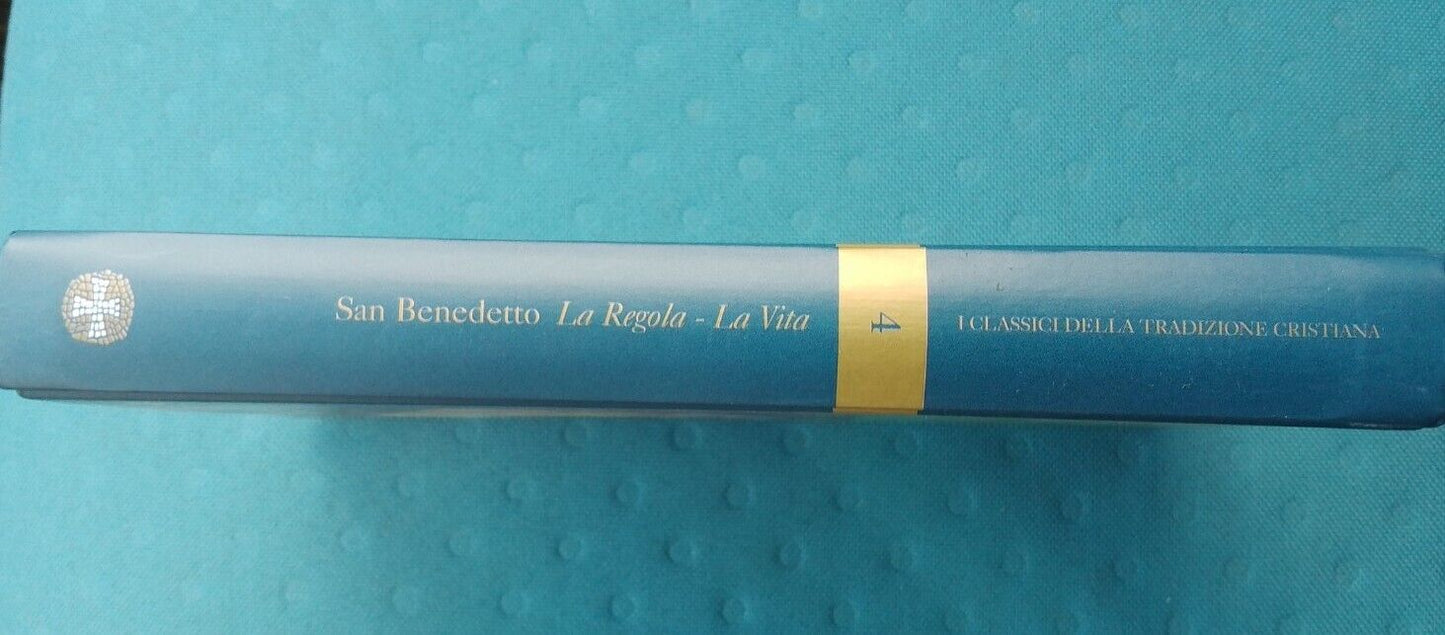 San Benedetto La Regola - La Vita
4
I CLASSICI DELLA TRADIZIONE CRISTIANA